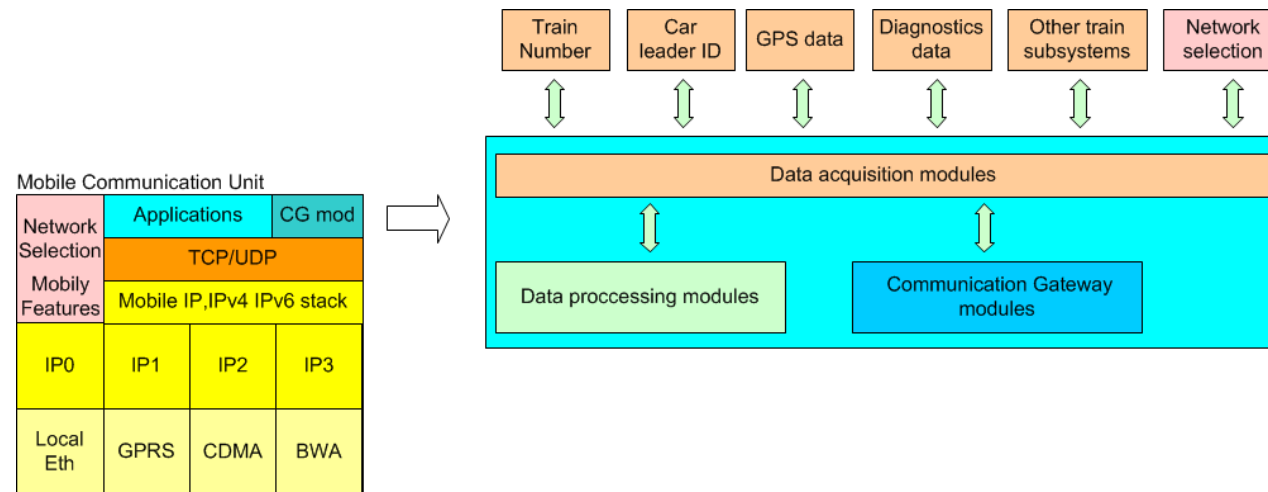 Train
Number
Car
leader ID
GPS data
Diagnostics
data
Other train
subsystems
Network
selection
Data acquisition modules
Data proccessing modules
Communication Gateway
modules
Mobile Communication Unit
Network
Selection
Mobily
Features
Applications
CG mod
TCP/UDP
Mobile IP,IPv4 IPv6 stack
IP0
IP1
IP2
IP3
Local
Eth
GPRS
CDMA
BWA